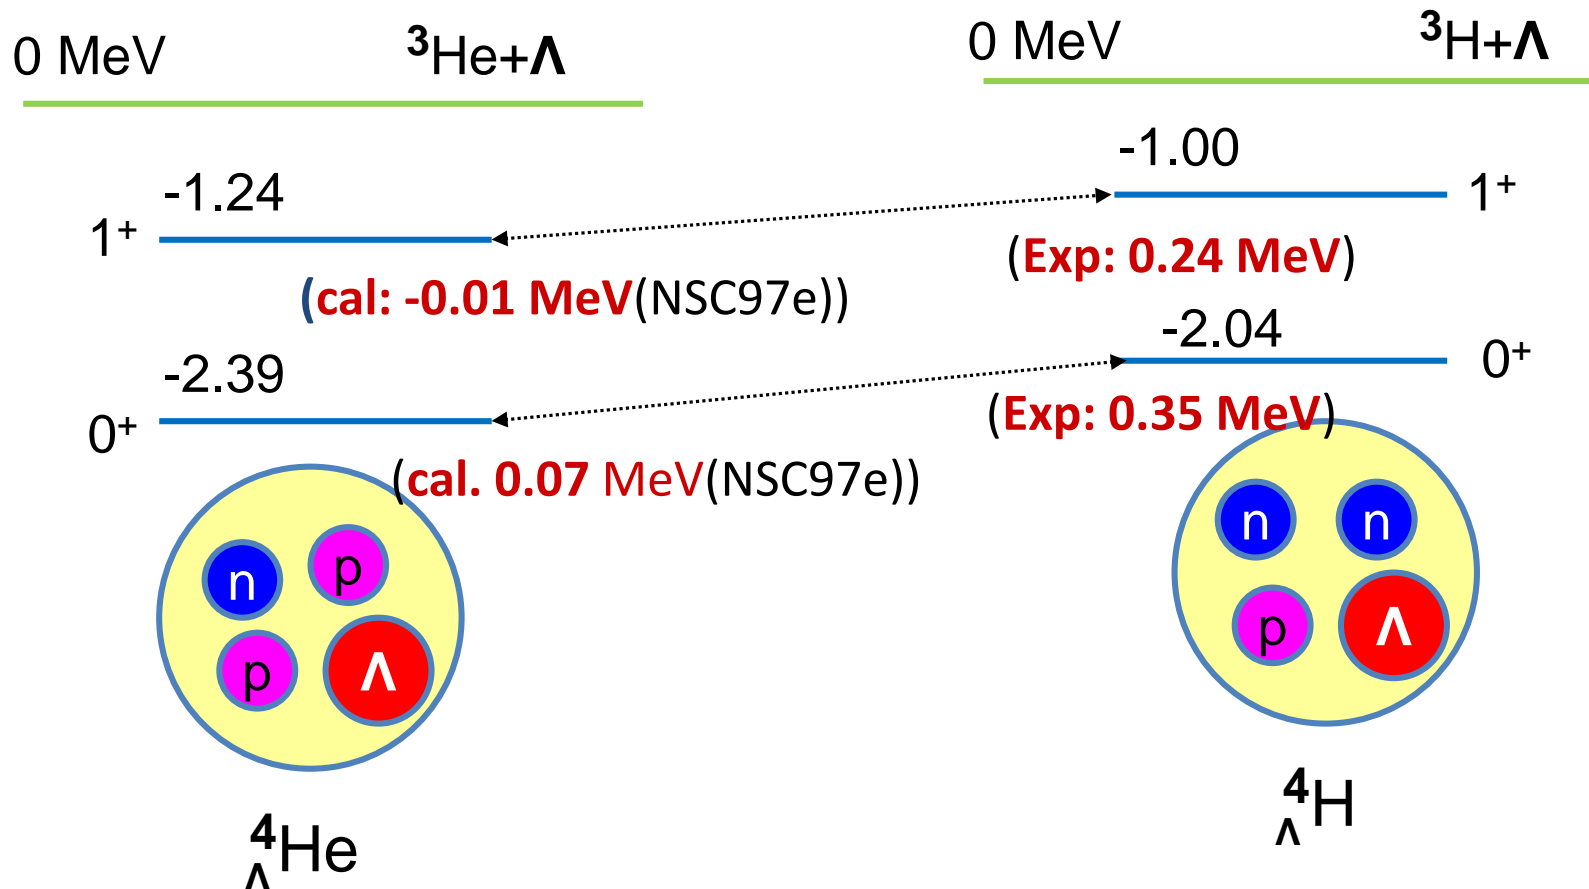 0 MeV ³He+Λ
0 MeV ³H+Λ
-1.24
1⁺
-1.00
1⁺
(Exp: 0.24 MeV)
(cal: -0.01 MeV(NSC97e))
-2.39
0⁺
-2.04
0⁺
(Exp: 0.35 MeV)
(cal. 0.07 MeV(NSC97e))
n
p
p
Λ
n
n
p
Λ
⁴ΛHe
⁴ΛH